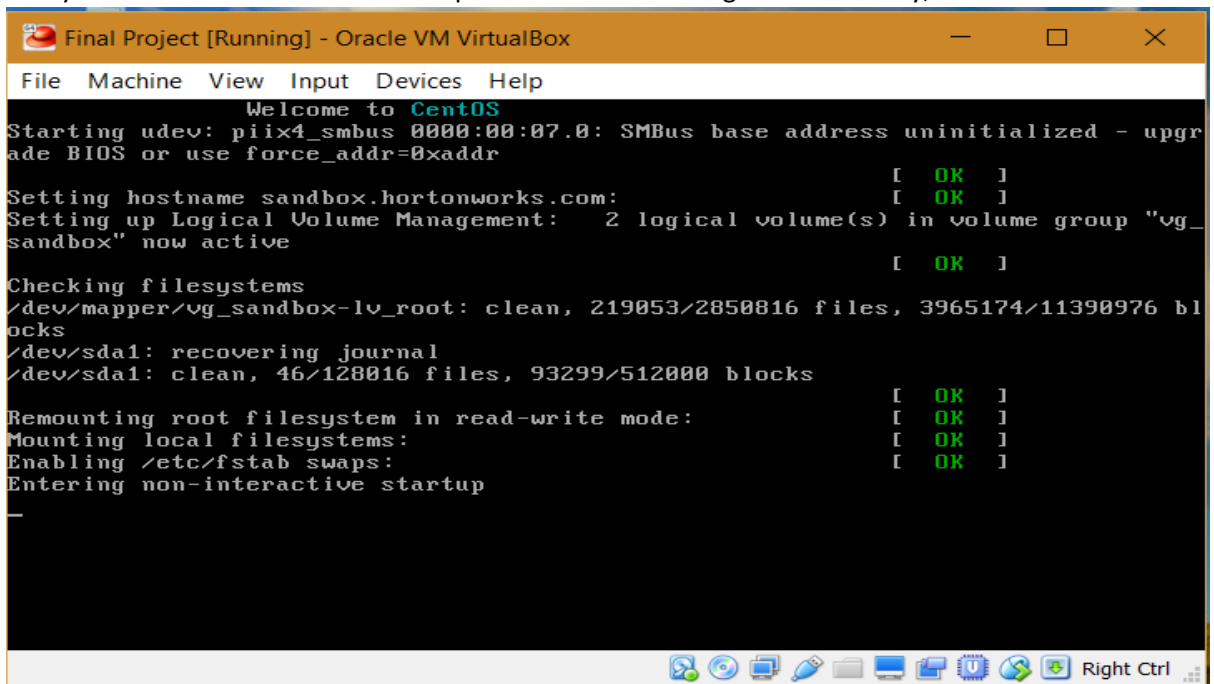 Final Project [Running] - Oracle VM VirtualBox
File Machine View Input Devices Help
Welcome to CentOS
Starting udev: piix4_smbus 0000:00:07.0: SMBus base address uninitialized - upgr
ade BIOS or use force_addr=0xaddr
[ OK ]
Setting hostname sandbox.hortonworks.com: [ OK ]
Setting up Logical Volume Management: 2 logical volume(s) in volume group "vg_
sandbox" now active
[ OK ]
Checking filesystems
/dev/mapper/vg_sandbox-lv_root: clean, 219053/2850816 files, 3965174/11390976 bl
ocks
/dev/sda1: recovering journal
/dev/sda1: clean, 46/128016 files, 93299/512000 blocks
[ OK ]
Remounting root filesystem in read-write mode: [ OK ]
Mounting local filesystems: [ OK ]
Enabling /etc/fstab swaps: [ OK ]
Entering non-interactive startup
Right Ctrl